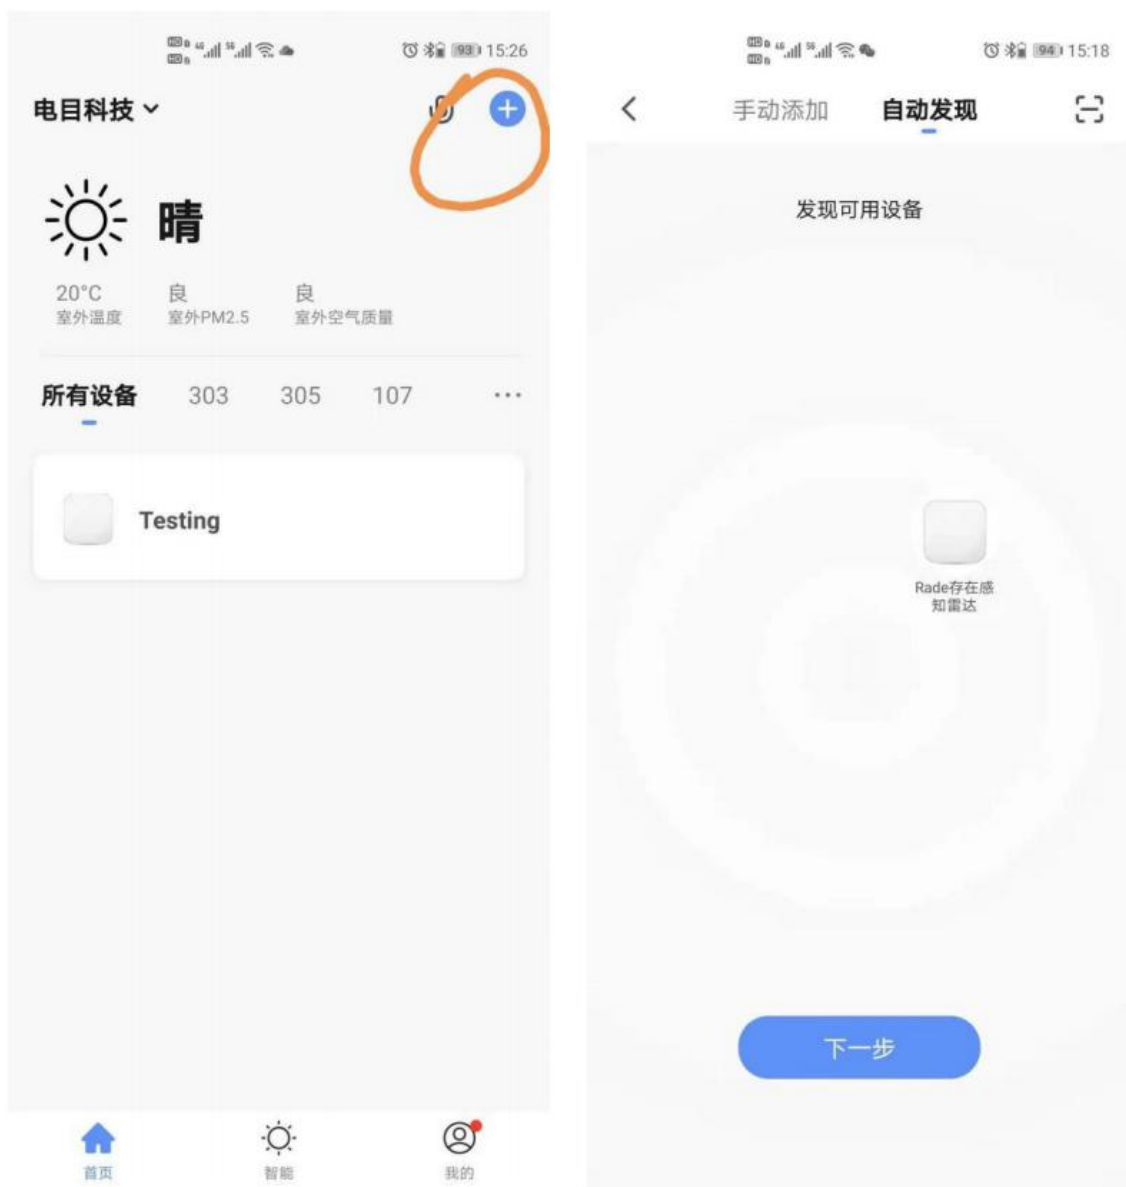 93 15:26
电目科技
晴
20°C 良 良
室外温度 室外PM2.5 室外空气质量
所有设备 303 305 107 ...
Testing
首页 智能 我的
94 15:18
手动添加 自动发现
发现可用设备
Rade存在感
知雷达
下一步